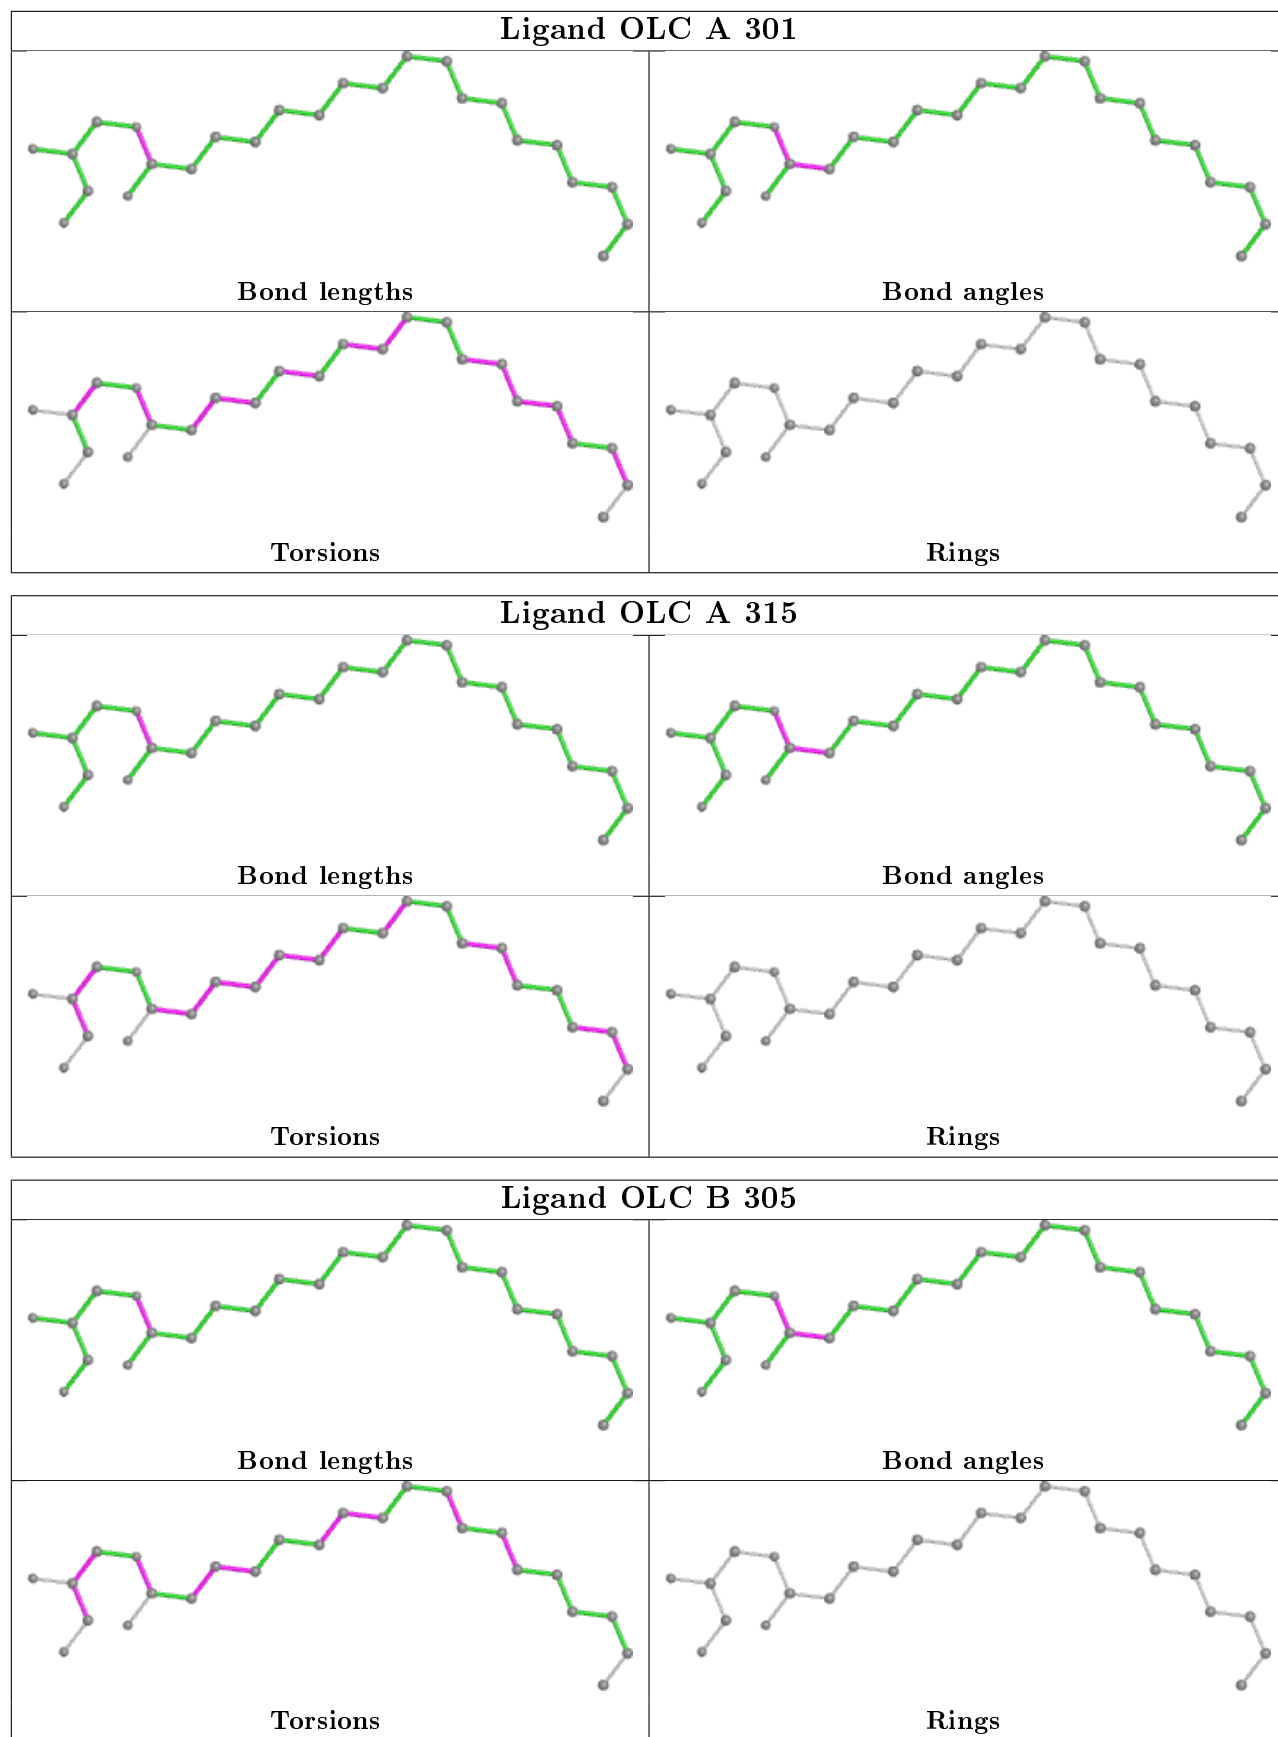 Ligand OLC A 301
Bond lengths
Bond angles
Torsions
Rings
Ligand OLC A 315
Bond lengths
Bond angles
Torsions
Rings
Ligand OLC B 305
Bond lengths
Bond angles
Torsions
Rings